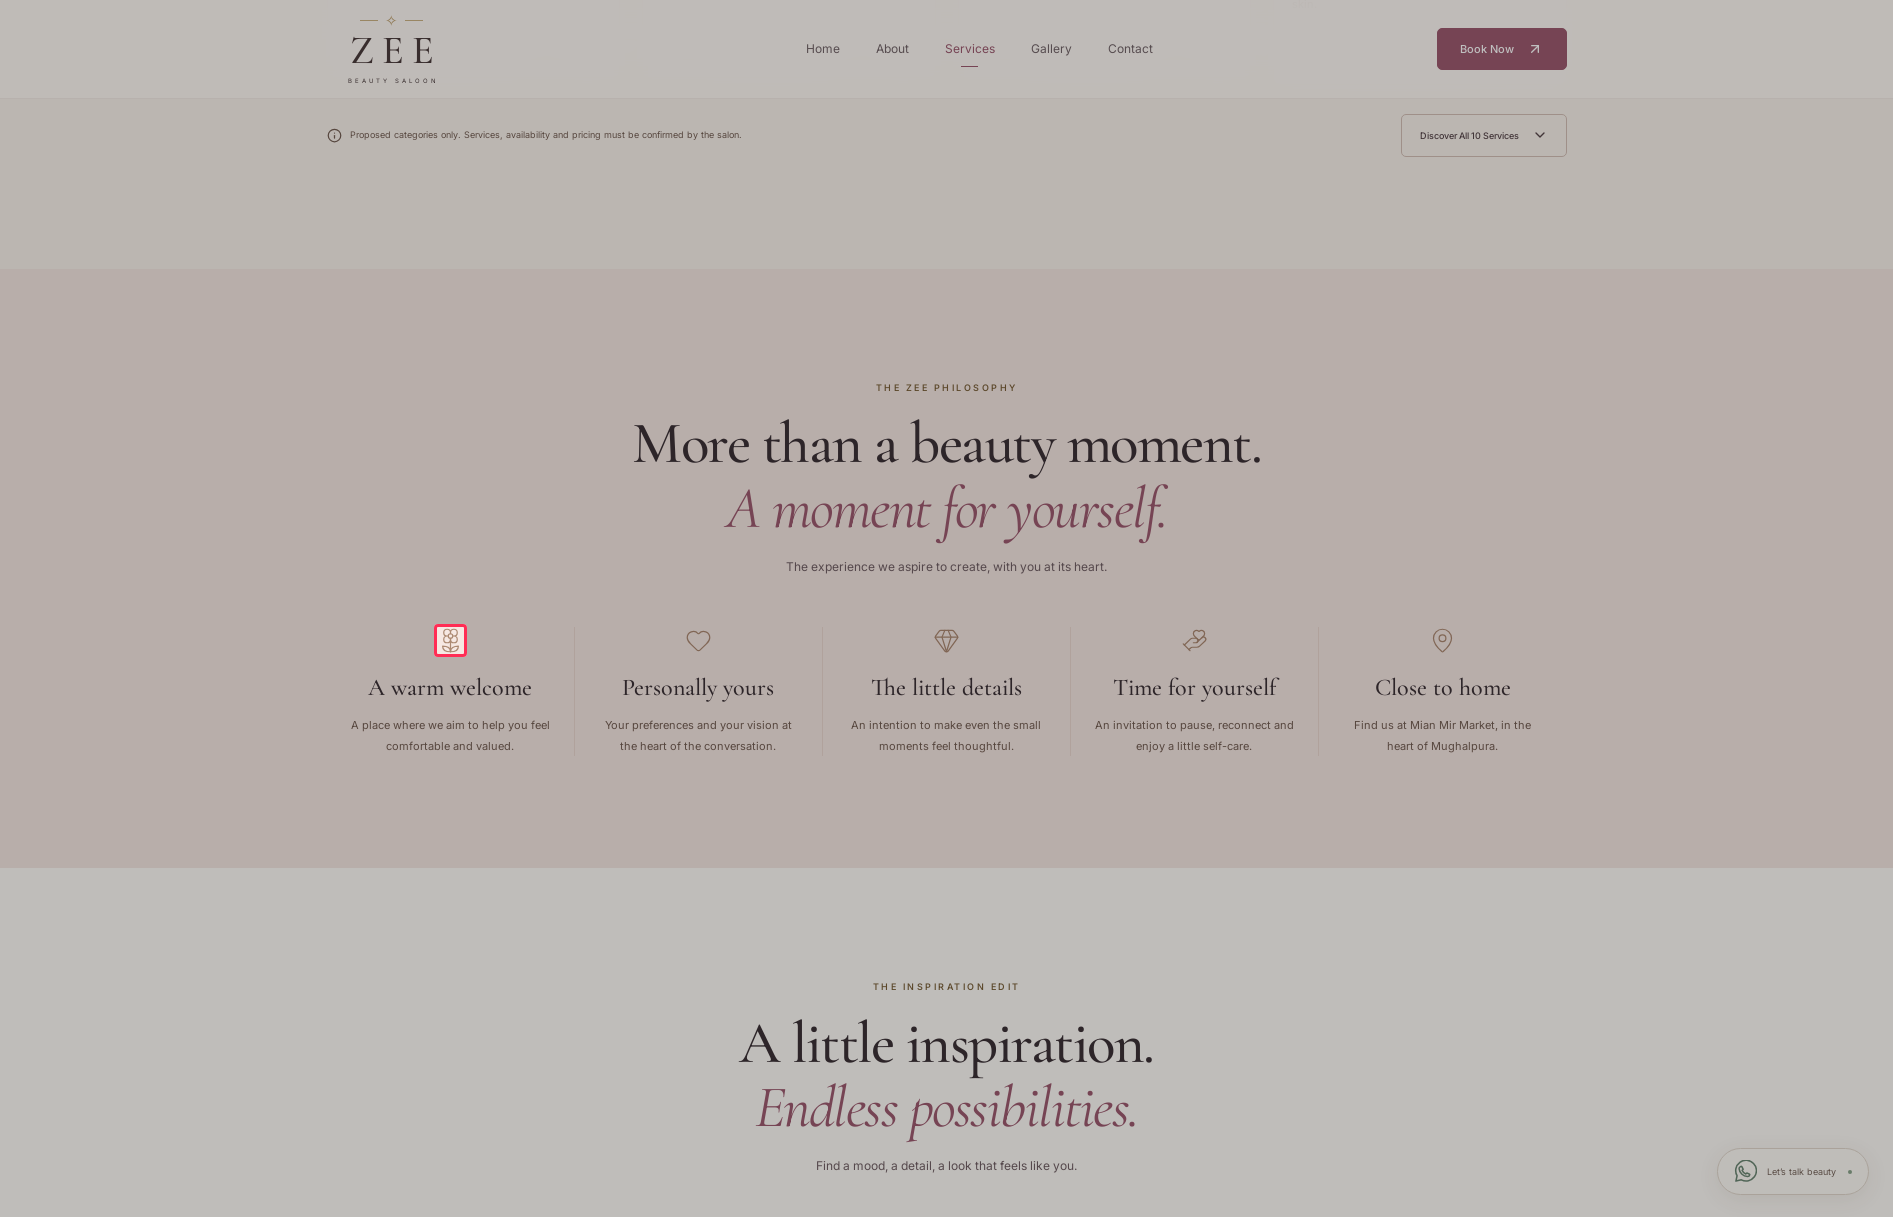 ZEE
BEAUTY SALOON
Home
About
Services
Gallery
Contact
Book Now
Proposed categories only. Services, availability and pricing must be confirmed by the salon.
Discover All 10 Services
THE ZEE PHILOSOPHY
More than a beauty moment.
A moment for yourself.
The experience we aspire to create, with you at its heart.
A warm welcome
A place where we aim to help you feel
comfortable and valued.
Personally yours
Your preferences and your vision at
the heart of the conversation.
The little details
An intention to make even the small
moments feel thoughtful.
Time for yourself
An invitation to pause, reconnect and
enjoy a little self-care.
Close to home
Find us at Mian Mir Market, in the
heart of Mughalpura.
THE INSPIRATION EDIT
A little inspiration.
Endless possibilities.
Find a mood, a detail, a look that feels like you.
Let's talk beauty